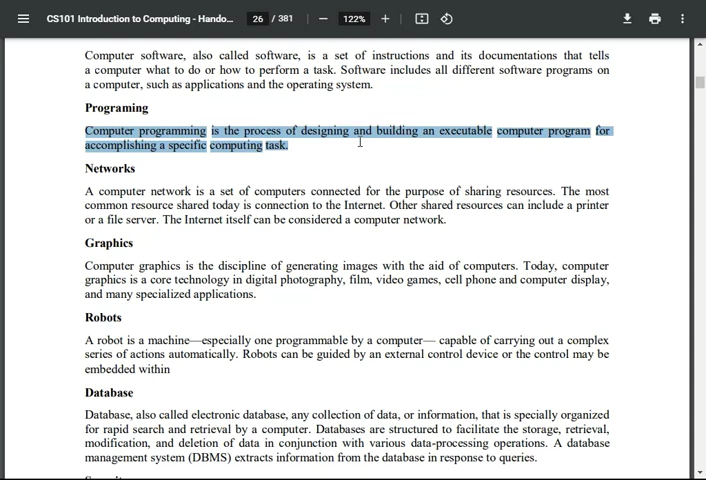 CS101 Introduction to Computing - Hando...
26 / 381
122%
Computer software, also called software, is a set of instructions and its documentations that tells
a computer what to do or how to perform a task. Software includes all different software programs on
a computer, such as applications and the operating system.
Programing
Computer programming is the process of designing and building an executable computer program for
accomplishing a specific computing task.
Networks
A computer network is a set of computers connected for the purpose of sharing resources. The most
common resource shared today is connection to the Internet. Other shared resources can include a printer
or a file server. The Internet itself can be considered a computer network.
Graphics
Computer graphics is the discipline of generating images with the aid of computers. Today, computer
graphics is a core technology in digital photography, film, video games, cell phone and computer display,
and many specialized applications.
Robots
A robot is a machine—especially one programmable by a computer— capable of carrying out a complex
series of actions automatically. Robots can be guided by an external control device or the control may be
embedded within
Database
Database, also called electronic database, any collection of data, or information, that is specially organized
for rapid search and retrieval by a computer. Databases are structured to facilitate the storage, retrieval,
modification, and deletion of data in conjunction with various data-processing operations. A database
management system (DBMS) extracts information from the database in response to queries.